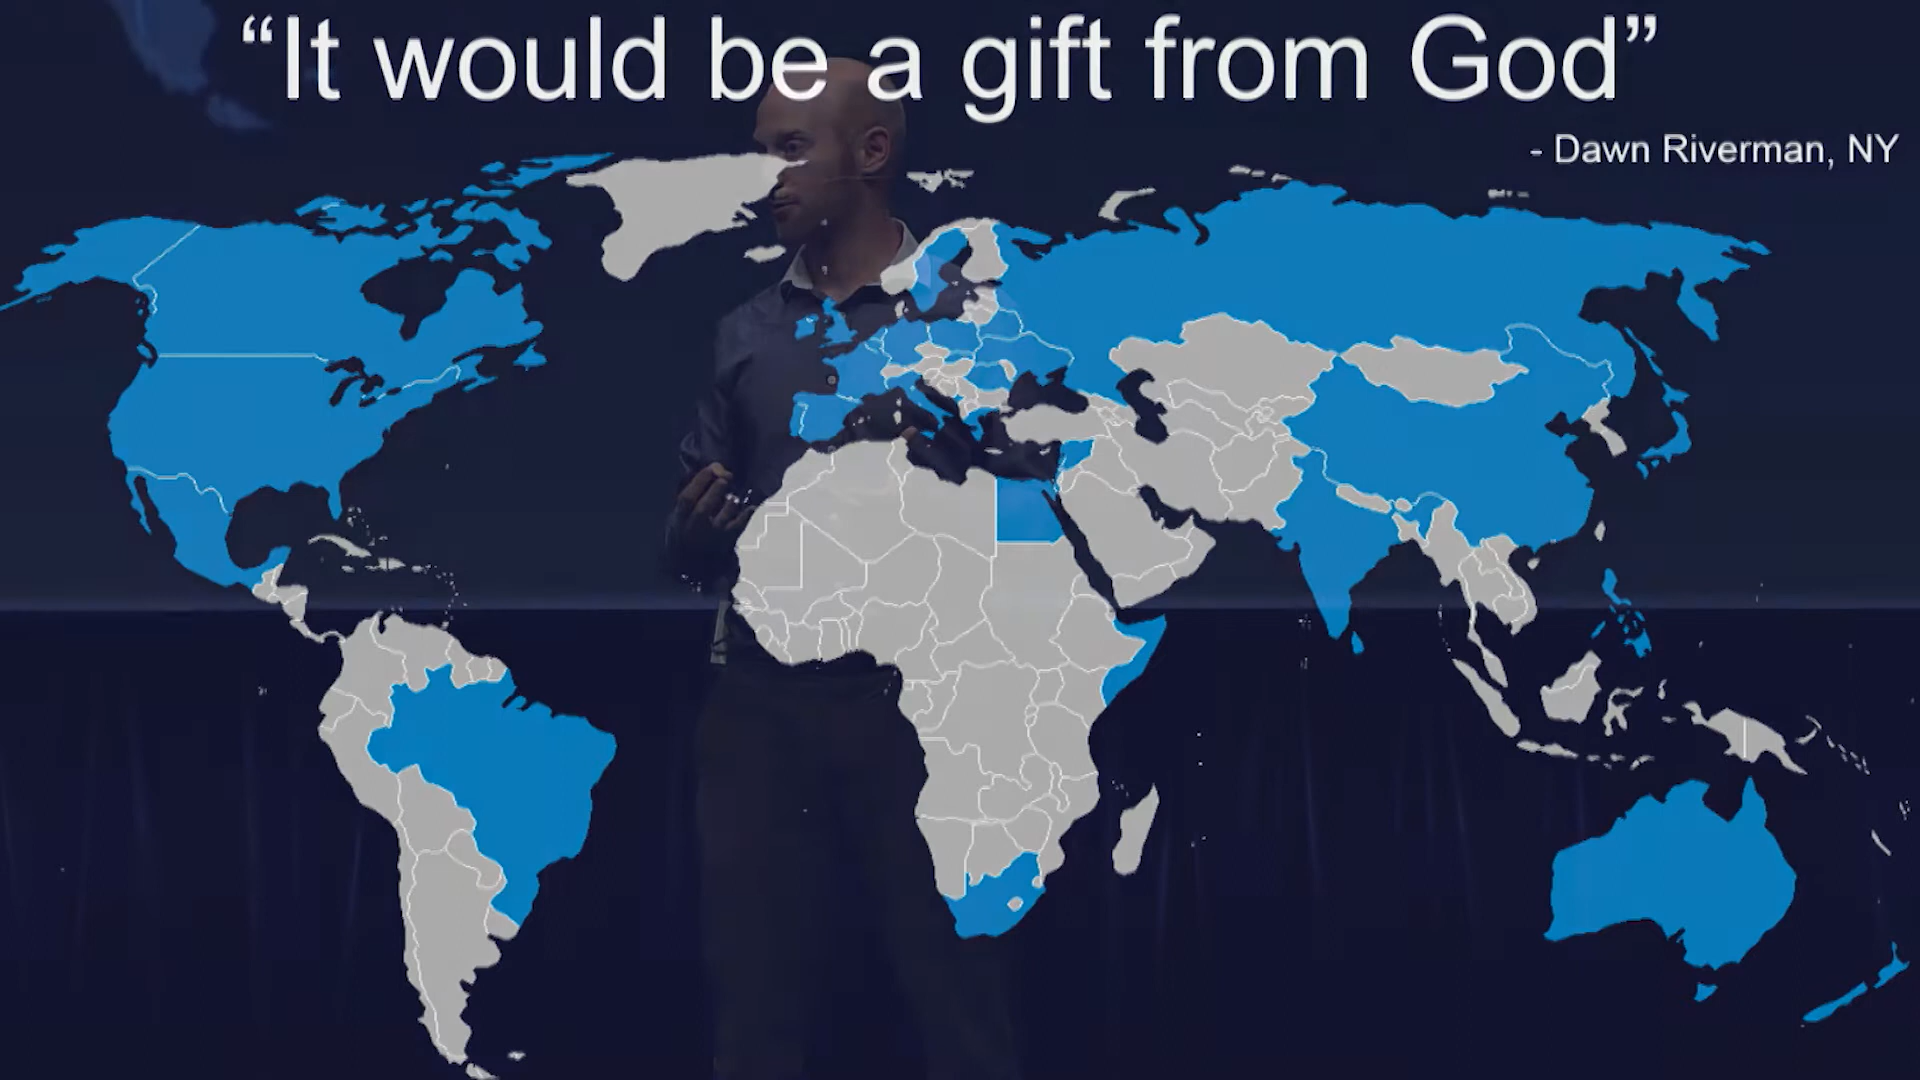 “It would be a gift from God”
- Dawn Riverman, NY